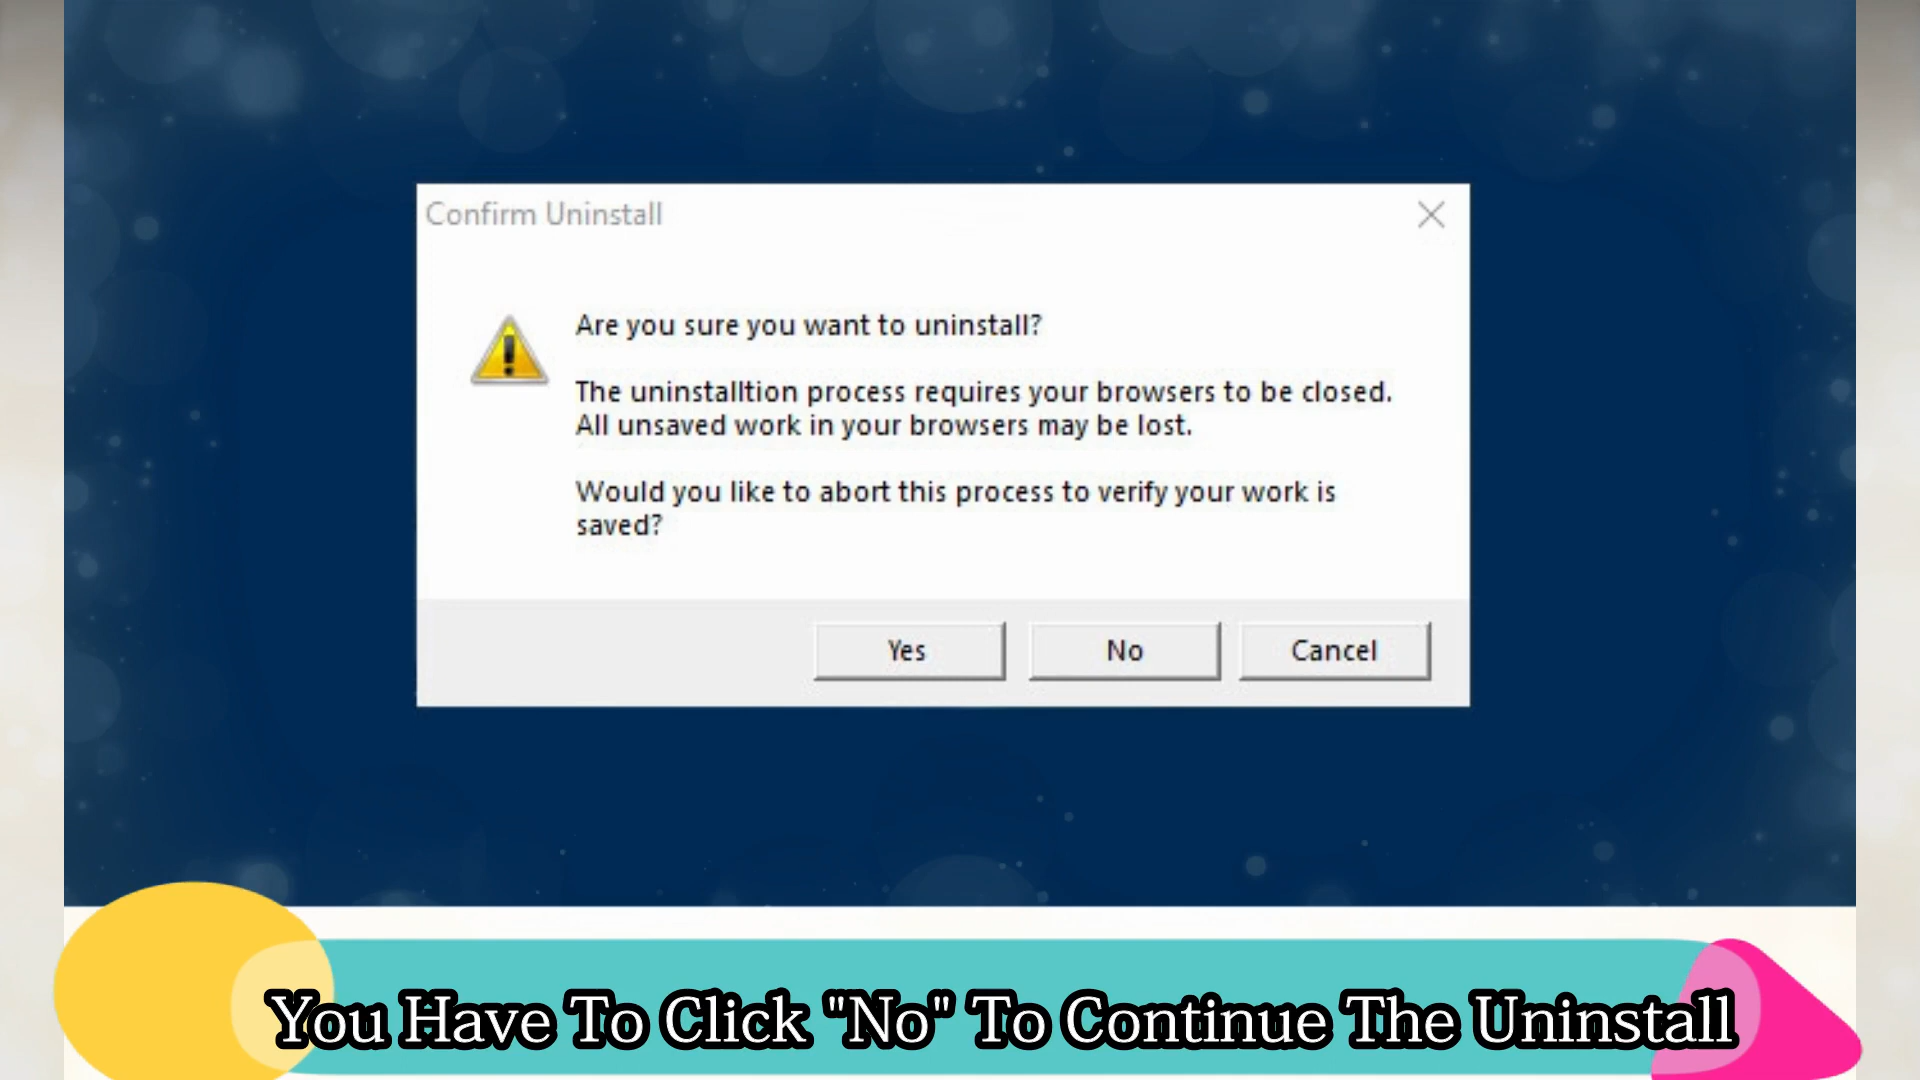 Confirm Uninstall
Are you sure you want to uninstall?
The uninstalltion process requires your browsers to be closed.
All unsaved work in your browsers may be lost.
Would you like to abort this process to verify your work is
saved?
Yes No Cancel
You Have To Click "No" To Continue The Uninstall